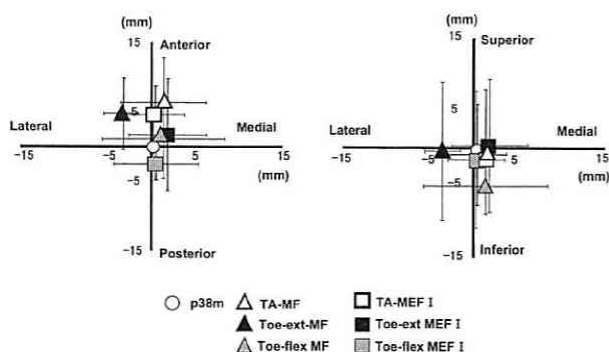 (mm)
15
Anterior
5
Lateral
Medial
-15
-5
5
15
(mm)
-5
-15
Posterior
(mm)
15
Superior
5
Lateral
Medial
-15
-5
5
15
(mm)
-5
-15
Inferior
p38m
TA-MF
TA-MEF I
Toe-ext-MF
Toe-ext MEF I
Toe-flex MF
Toe-flex MEF I